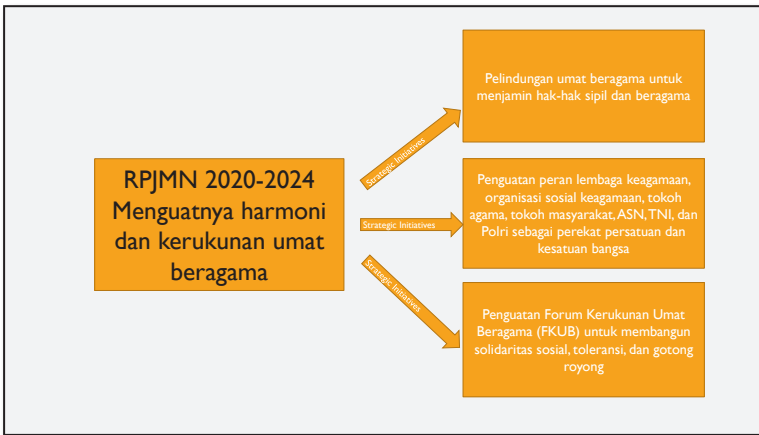 RPJMN 2020-2024
Menguatnya harmoni
dan kerukunan umat
beragama
Strategic Initiatives
Pelindungan umat beragama untuk
menjamin hak-hak sipil dan beragama
Strategic Initiatives
Penguatan peran lembaga keagamaan,
organisasi sosial keagamaan, tokoh
agama, tokoh masyarakat, ASN, TNI, dan
Polri sebagai perekat persatuan dan
kesatuan bangsa
Strategic Initiatives
Penguatan Forum Kerukunan Umat
Beragama (FKUB) untuk membangun
solidaritas sosial, toleransi, dan gotong
royong